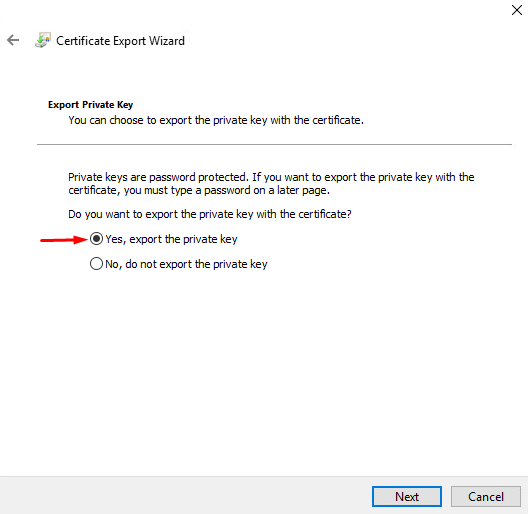 Certificate Export Wizard
Export Private Key
You can choose to export the private key with the certificate.
Private keys are password protected. If you want to export the private key with the
certificate, you must type a password on a later page.
Do you want to export the private key with the certificate?
Yes, export the private key
No, do not export the private key
Next
Cancel